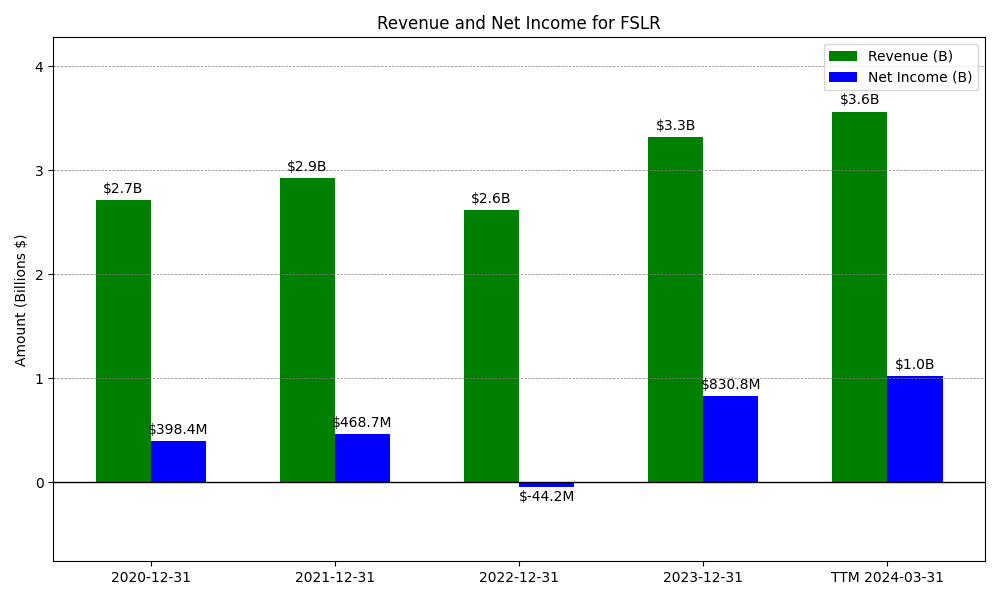 Revenue and Net Income for FSLR
Revenue (B)
Net Income (B)
Amount (Billions $)
4
3
2
1
0
$2.7B
$398.4M
$2.9B
$468.7M
$2.6B
$-44.2M
$3.3B
$830.8M
$3.6B
$1.0B
2020-12-31
2021-12-31
2022-12-31
2023-12-31
TTM 2024-03-31